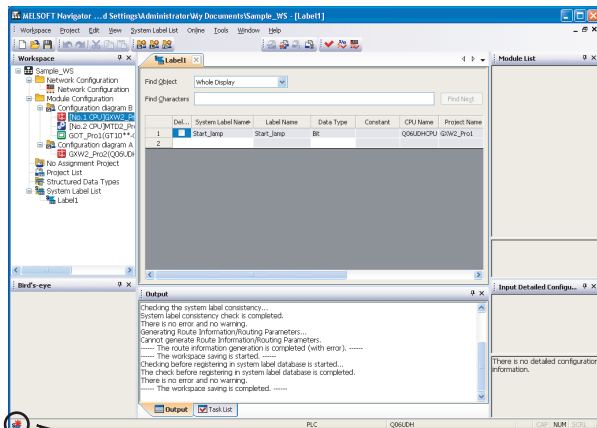 MELSOFT Navigator ...d Settings\Administrator\My Documents\Sample_WS - [Label1]
Workspace Project Edit View System Label List Online Tools Window Help
Workspace
Sample_WS
Network Configuration
Network Configuration
Module Configuration
Configuration diagram B
[No.1 CPU]GXW2_Pr
[No.2 CPU]MTD2_Pr
GOT_Pro1(GT10**-
Configuration diagram A
GXW2_Pro2(Q06UDH
No Assignment Project
Project List
Structured Data Types
System Label List
Label1
Label1
Find Object Whole Display
Find Characters Find Next
Del... System Label Name Label Name Data Type Constant CPU Name Project Name
1 Start_lamp Start_lamp Bit Q06UDHCPU GXW2_Pro1
2
Module List
Bird's-eye
Output
Checking the system label consistency...
System label consistency check is completed.
There is no error and no warning.
Generating Route Information/Routing Parameters...
Cannot generate Route Information/Routing Parameters.
------ The route information generation is completed (with error). ------
------ The workspace saving is started. ------
Checking before registering in system label database is started...
The check before registering in system label database is completed.
There is no error and no warning.
------ The workspace saving is completed. ------
Output Task List
Input Detailed Configu...
There is no detailed configuration
information.
PLC Q06UDH CAP NUM SCRL